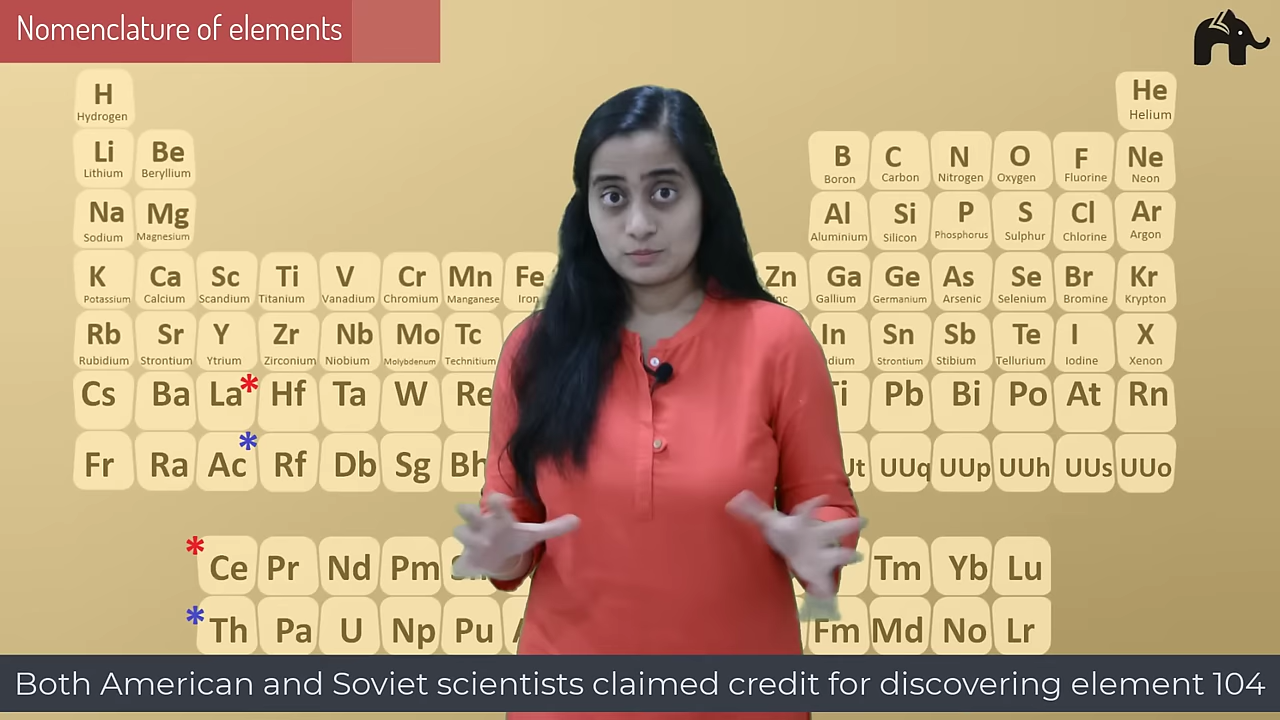 Nomenclature of elements
H He
Hydrogen Helium
Li Be B C N O F Ne
Lithium Beryllium Boron Carbon Nitrogen Oxygen Fluorine Neon
Na Mg Al Si P S Cl Ar
Sodium Magnesium Aluminium Silicon Phosphorus Sulphur Chlorine Argon
K Ca Sc Ti V Cr Mn Fe Zn Ga Ge As Se Br Kr
Potassium Calcium Scandium Titanium Vanadium Chromium Manganese Iron Gallium Germanium Arsenic Selenium Bromine Krypton
Rb Sr Y Zr Nb Mo Tc In Sn Sb Te I X
Rubidium Strontium Ytrium Zirconium Niobium Molybdenum Technitium Strontium Stibium Tellurium Iodine Xenon
Cs Ba La* Hf Ta W Re Pb Bi Po At Rn
Fr Ra Ac* Rf Db Sg Bh UUq UUp UUh UUs UUo
* Ce Pr Nd Pm Tm Yb Lu
* Th Pa U Np Pu Fm Md No Lr
Both American and Soviet scientists claimed credit for discovering element 104